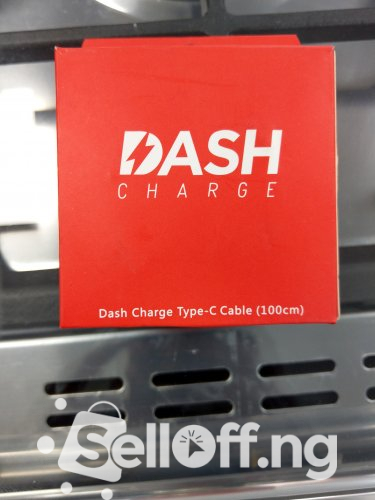 DASH
CHARGE
Dash Charge Type-C Cable (100cm)
SellOff.ng